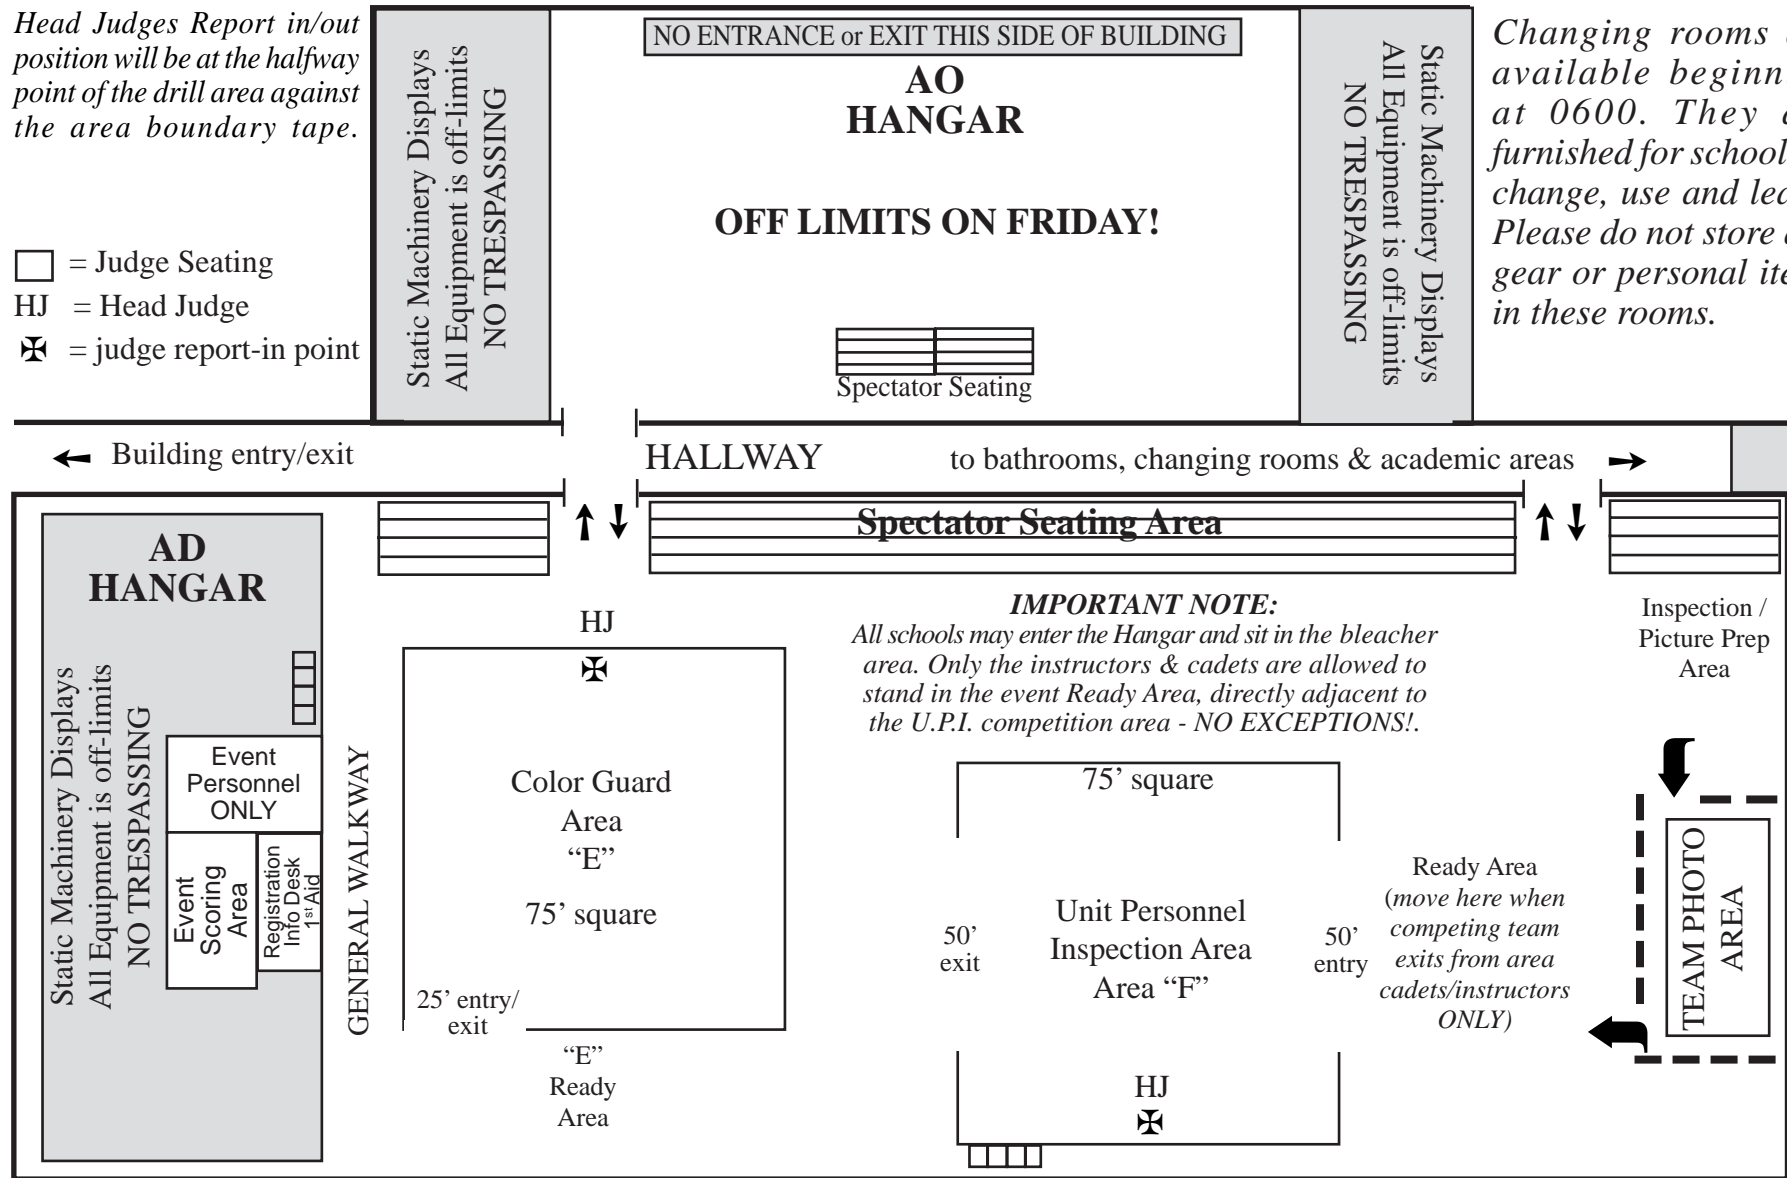 Head Judges Report in/out
position will be at the halfway
point of the drill area against
the area boundary tape.
= Judge Seating
HJ = Head Judge
✠ = judge report-in point
Static Machinery Displays
All Equipment is off-limits
NO TRESPASSING
NO ENTRANCE or EXIT THIS SIDE OF BUILDING
AO
HANGAR
OFF LIMITS ON FRIDAY!
Spectator Seating
Static Machinery Displays
All Equipment is off-limits
NO TRESPASSING
Changing rooms
available
at 0600. They
furnished for
change, use and
Please do not store
gear or personal
in these rooms.
Building entry/exit
HALLWAY
to bathrooms, changing rooms & academic areas
AD
HANGAR
Static Machinery Displays
All Equipment is off-limits
NO TRESPASSING
Event
Personnel
ONLY
Event
Scoring
Area
Registration
Info Desk
1st Aid
GENERAL WALKWAY
Spectator Seating Area
HJ
Color Guard
Area
“E”
75’ square
25’ entry/
exit
“E”
Ready
Area
IMPORTANT NOTE:
All schools may enter the Hangar and sit in the bleacher
area. Only the instructors & cadets are allowed to
stand in the event Ready Area, directly adjacent to
the U.P.I. competition area - NO EXCEPTIONS!.
75’ square
50’
exit
Unit Personnel
Inspection Area
Area “F”
50’
entry
HJ
Ready Area
(move here when
competing team
exits from area
cadets/instructors
ONLY)
Inspection /
Picture Prep
Area
TEAM PHOTO
AREA